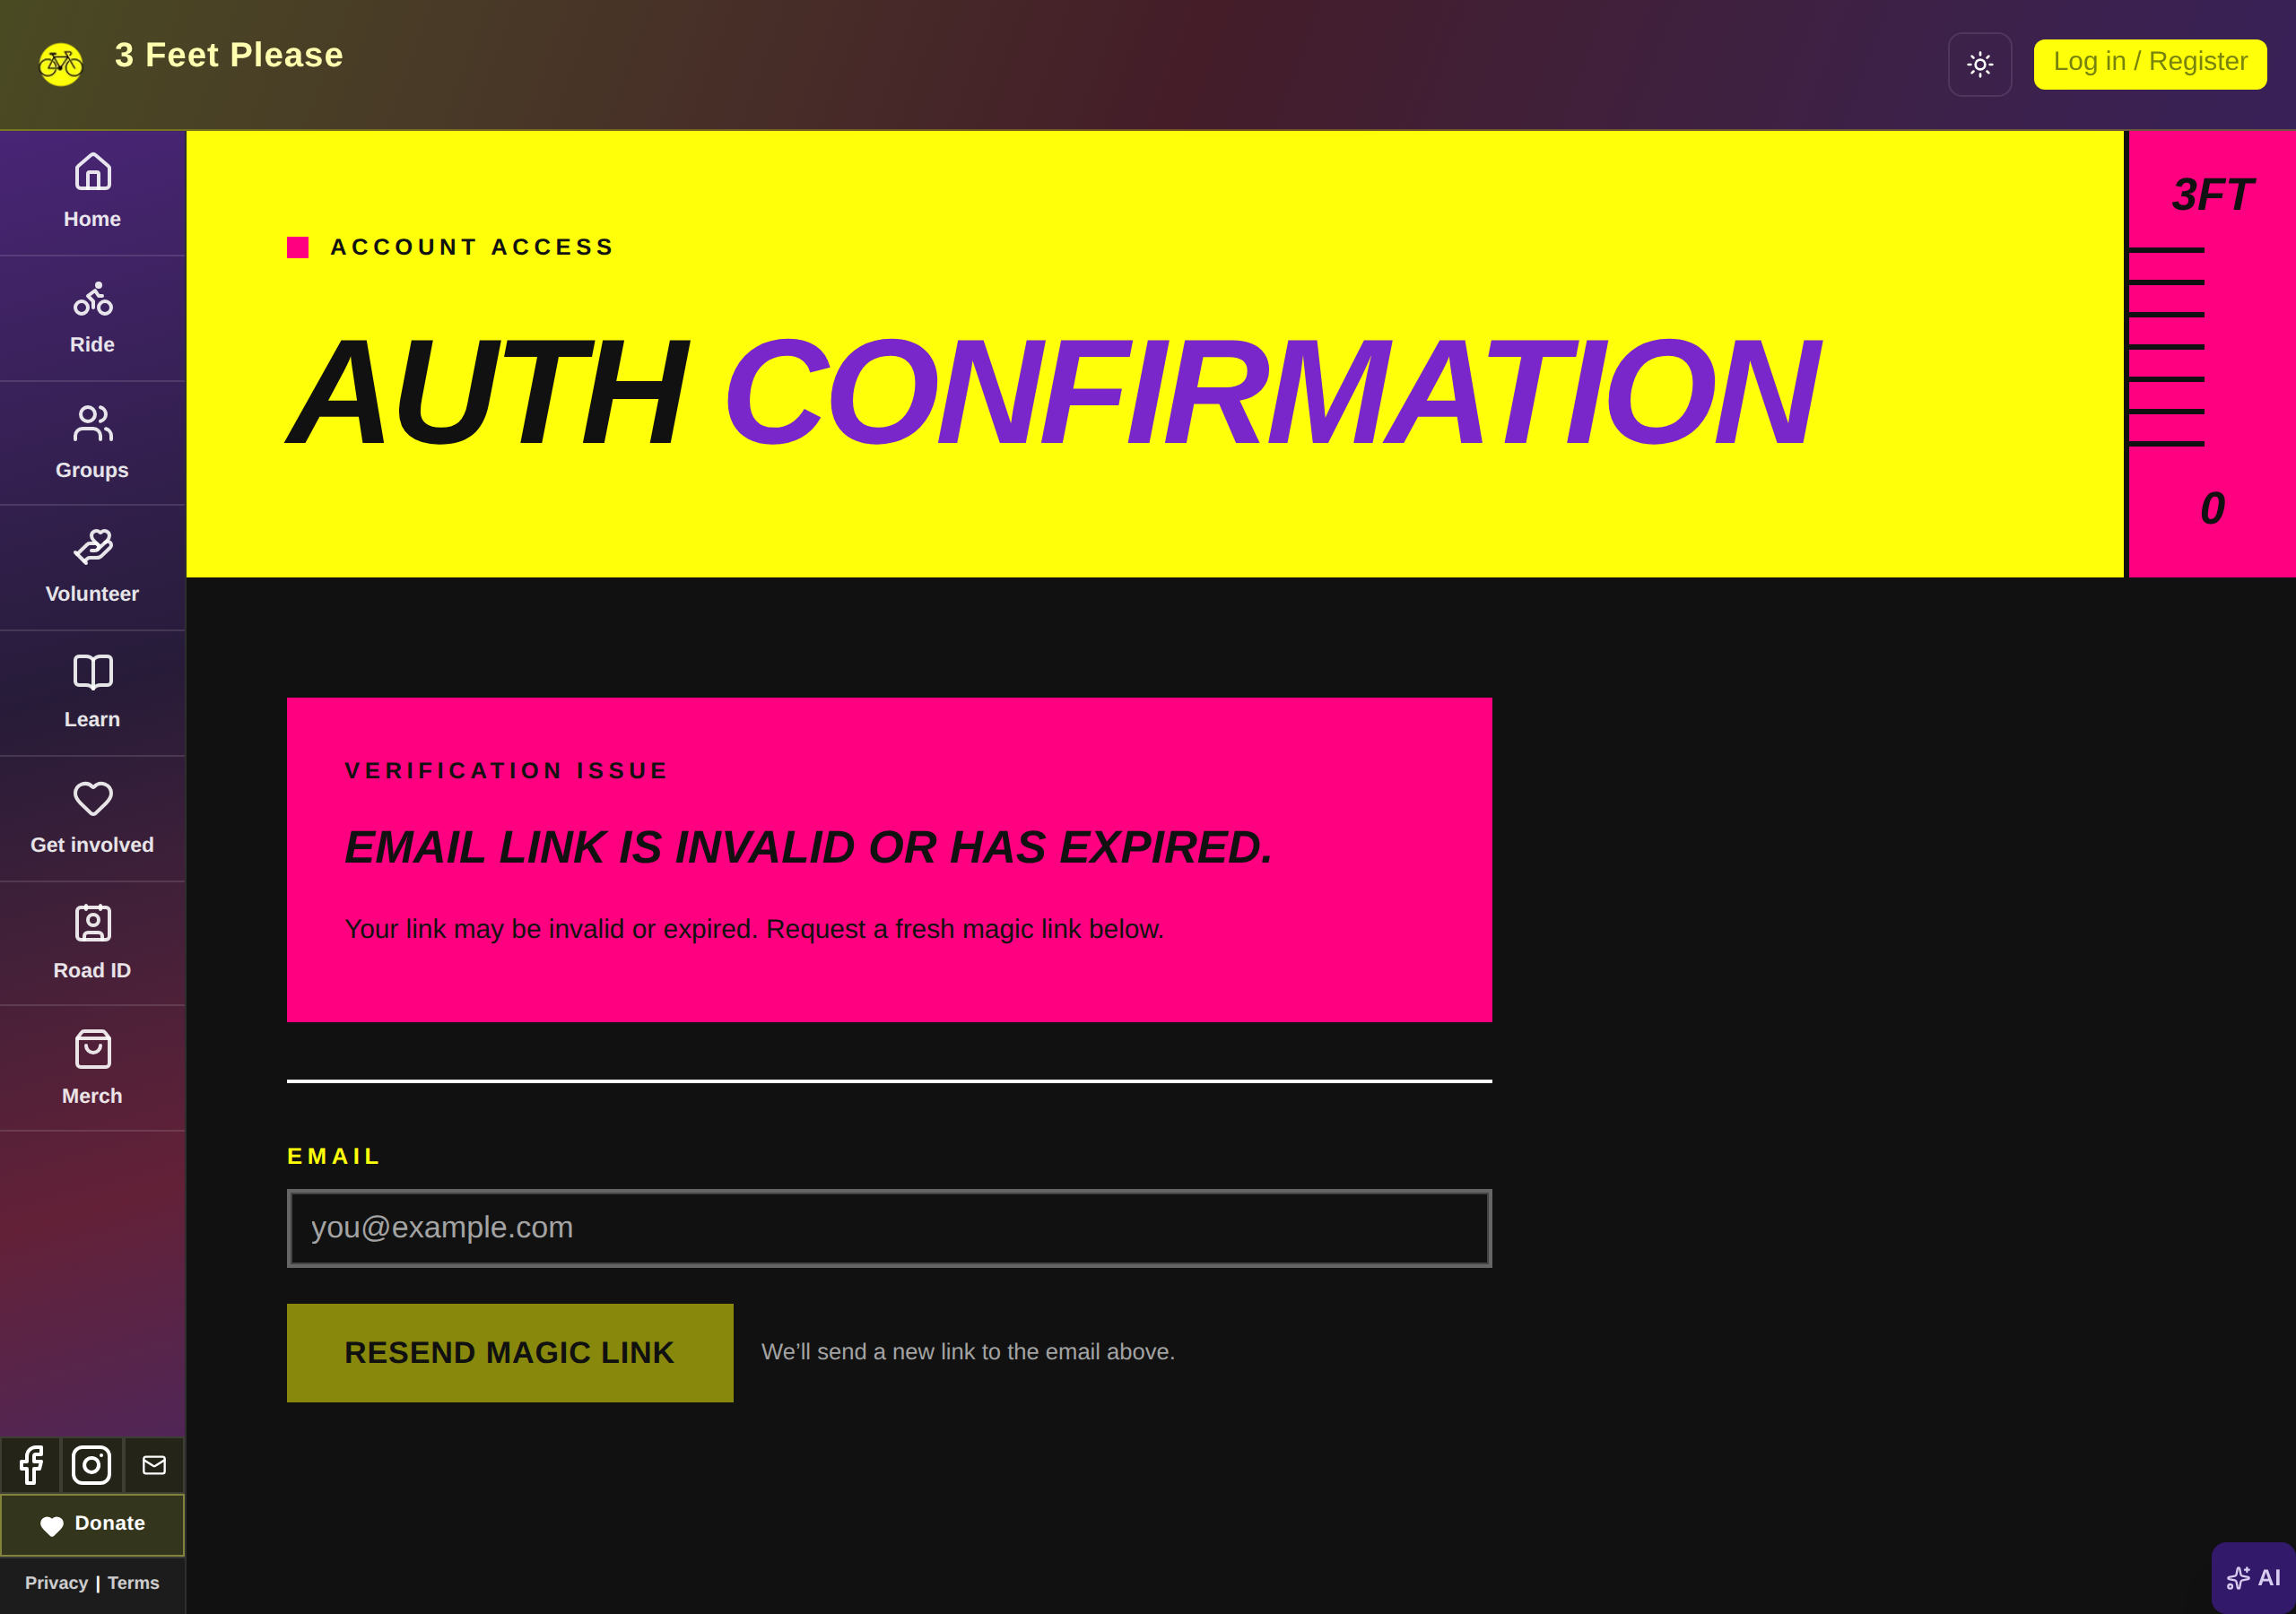 3 Feet Please
Log in / Register
Home
Ride
Groups
Volunteer
Learn
Get involved
Road ID
Merch
Donate
Privacy | Terms
ACCOUNT ACCESS
AUTH CONFIRMATION
3FT
0
VERIFICATION ISSUE
EMAIL LINK IS INVALID OR HAS EXPIRED.
Your link may be invalid or expired. Request a fresh magic link below.
EMAIL
you@example.com
RESEND MAGIC LINK
We’ll send a new link to the email above.
AI